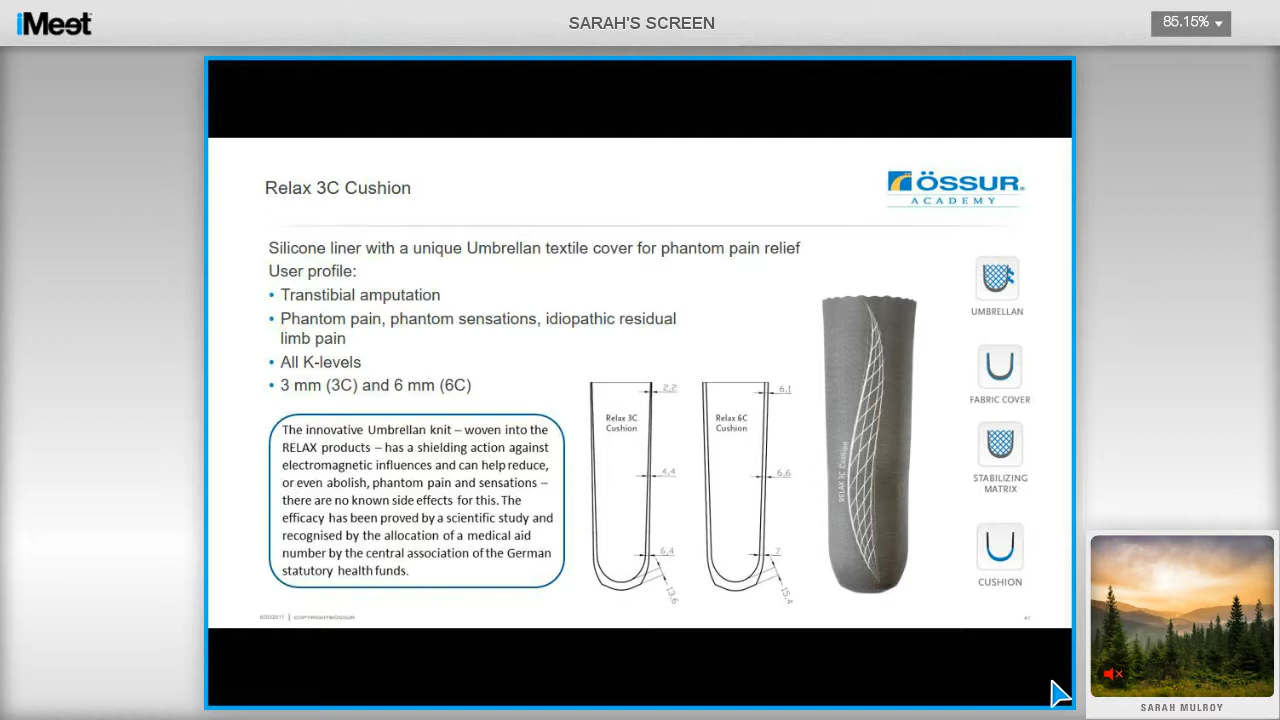 iMeet
SARAH'S SCREEN
85.15%
Relax 3C Cushion
ÖSSUR
ACADEMY
Silicone liner with a unique Umbrellan textile cover for phantom pain relief
User profile:
• Transtibial amputation
• Phantom pain, phantom sensations, idiopathic residual
limb pain
• All K-levels
• 3 mm (3C) and 6 mm (6C)
The innovative Umbrellan knit – woven into the
RELAX products – has a shielding action against
electromagnetic influences and can help reduce,
or even abolish, phantom pain and sensations –
there are no known side effects for this. The
efficacy has been proved by a scientific study and
recognised by the allocation of a medical aid
number by the central association of the German
statutory health funds.
Relax 3C
Cushion
2,2
4,4
6,4
13,6
Relax 6C
Cushion
6,1
6,6
7
15,4
RELAX 3C Cushion
UMBRELLAN
FABRIC COVER
STABILIZING
MATRIX
CUSHION
COPYRIGHT©ÖSSUR
SARAH MULROY